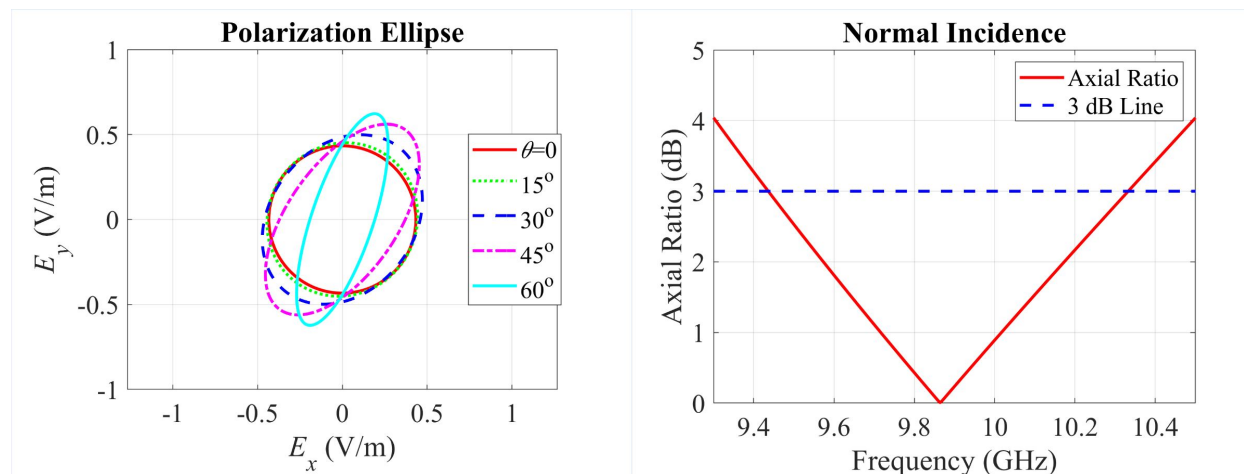 Polarization Ellipse
1
0.5
0
-0.5
-1
E_y (V/m)
-1
-0.5
0
0.5
1
E_x (V/m)
θ=0
15°
30°
45°
60°
Normal Incidence
5
4
3
2
1
0
Axial Ratio (dB)
9.4
9.6
9.8
10
10.2
10.4
Frequency (GHz)
Axial Ratio
3 dB Line